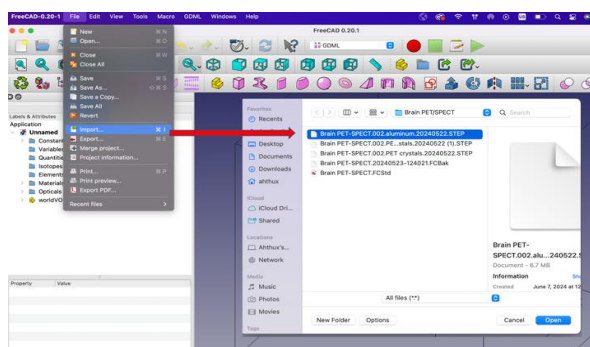 FreeCAD-0.20-1 File Edit View Tools Macro GDML Windows Help
FreeCAD 0.20.1
New ⌘ N
Open... ⌘ O
GDML
Close ⌘ W
Close All
Save ⌘ S
Save As... ⇧ ⌘ S
Save a Copy...
Save All
Revert
Import... ⌘ I
Export... ⌘ E
Merge project...
Project information...
Print... ⌘ P
Print preview...
Export PDF...
Recent files
Labels & Attributes
Application
Unnamed
Constan
Variable
Quantiti
Isotopes
Element
Materials
Opticals
worldVO
Property Value
Favorites
Recents
Desktop
Documents
Downloads
ahthux
iCloud
iCloud Dri...
Shared
Locations
Ahthux's...
Network
Media
Music
Photos
Movies
Tags
Brain PET/SPECT
Search
Brain PET-SPECT.002.aluminum.20240522.STEP
Brain PET-SPECT.002.PE...stals.20240522 (1).STEP
Brain PET-SPECT.002.PET crystals.20240522.STEP
Brain PET-SPECT.20240523-124021.FCBak
Brain PET-SPECT.FCStd
Brain PET-
SPECT.002.alu...240522.
Document - 6.7 MB
Information
Created June 7, 2024 at 12
All files (*.*)
New Folder Options Cancel Open